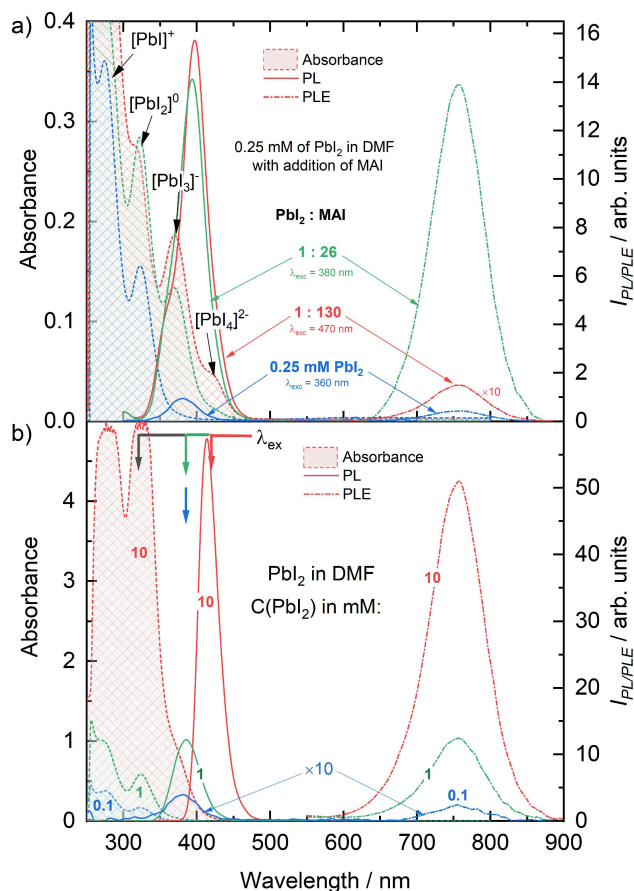 a)
0.4
0.3
0.2
0.1
0.0
Absorbance
16
14
12
10
8
6
4
2
0
I PL/PLE / arb. units
[PbI]+
[PbI2]0
[PbI3]-
[PbI4]2-
Absorbance
PL
PLE
0.25 mM of PbI2 in DMF
with addition of MAI
PbI2 : MAI
1 : 26
λexc = 380 nm
1 : 130
λexc = 470 nm
0.25 mM PbI2
λexc = 360 nm
×10
b)
4
3
2
1
0
Absorbance
50
40
30
20
10
0
I PL/PLE / arb. units
λex
Absorbance
PL
PLE
PbI2 in DMF
C(PbI2) in mM:
10
10
10
1
1
1
×10
0.1
0.1
300 400 500 600 700 800 900
Wavelength / nm